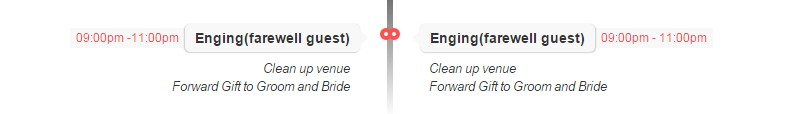 09:00pm -11:00pm Enging(farewell guest)
Clean up venue
Forward Gift to Groom and Bride
Enging(farewell guest) 09:00pm - 11:00pm
Clean up venue
Forward Gift to Groom and Bride